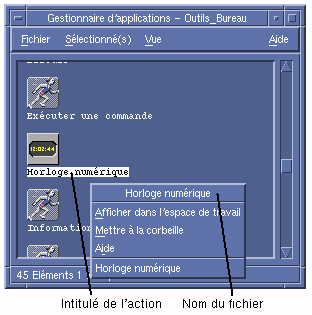 Gestionnaire d'applications – Outils_Bureau
Fichier Sélectionné(s) Vue Aide
Exécuter une commande
12:02:44
Horloge numérique
Horloge numérique
Afficher dans l'espace de travail
Mettre à la corbeille
Information
Aide
Horloge numérique
45 Eléments 1
Intitulé de l'action Nom du fichier